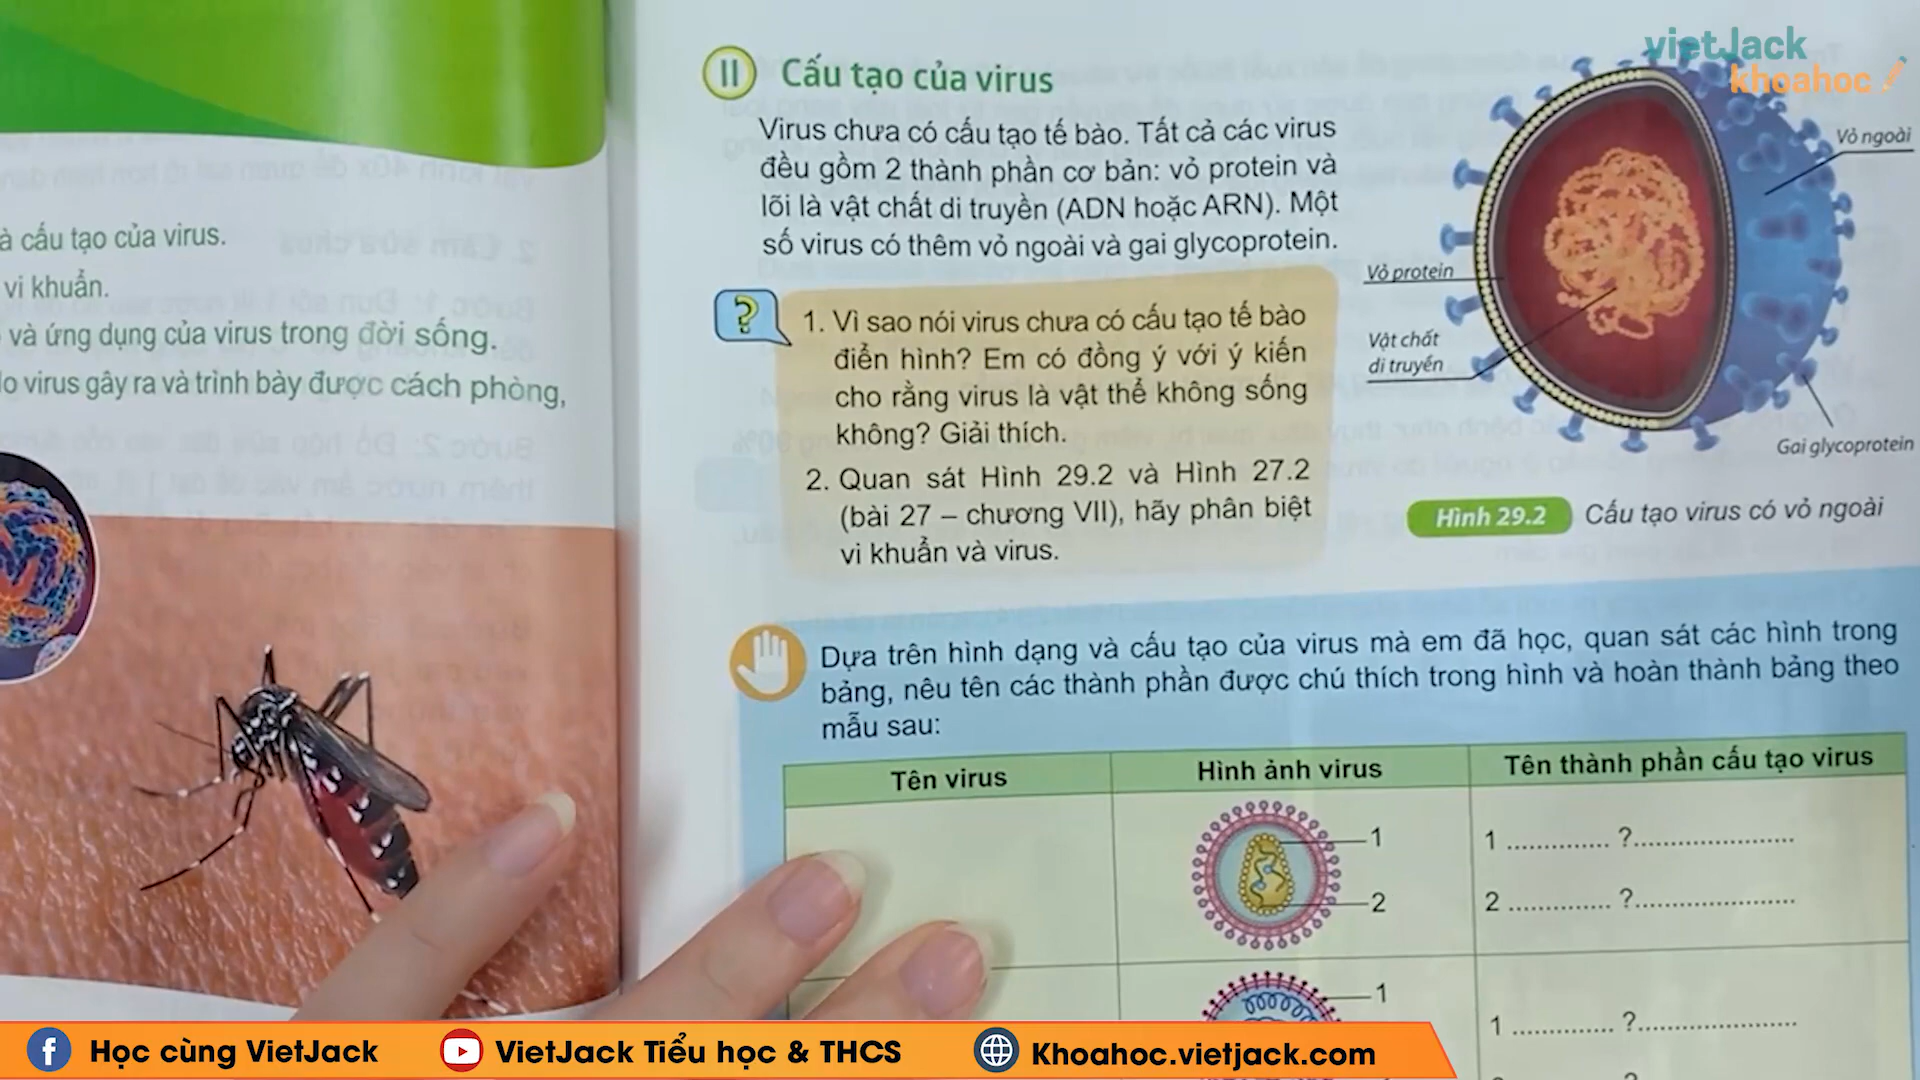 vietJack
khoahoc
à cấu tạo của virus.
vi khuẩn.
và ứng dụng của virus trong đời sống.
do virus gây ra và trình bày được cách phòng,
II Cấu tạo của virus
Virus chưa có cấu tạo tế bào. Tất cả các virus
đều gồm 2 thành phần cơ bản: vỏ protein và
lõi là vật chất di truyền (ADN hoặc ARN). Một
số virus có thêm vỏ ngoài và gai glycoprotein.
?
1. Vì sao nói virus chưa có cấu tạo tế bào
điển hình? Em có đồng ý với ý kiến
cho rằng virus là vật thể không sống
không? Giải thích.
2. Quan sát Hình 29.2 và Hình 27.2
(bài 27 – chương VII), hãy phân biệt
vi khuẩn và virus.
Vỏ ngoài
Vỏ protein
Vật chất
di truyền
Gai glycoprotein
Hình 29.2 Cấu tạo virus có vỏ ngoài
Dựa trên hình dạng và cấu tạo của virus mà em đã học, quan sát các hình trong
bảng, nêu tên các thành phần được chú thích trong hình và hoàn thành bảng theo
mẫu sau:
Tên virus Hình ảnh virus Tên thành phần cấu tạo virus
1 1 .............. ?......................
2 2 .............. ?......................
1 1 .............. ?......................
Học cùng VietJack VietJack Tiểu học & THCS Khoahoc.vietjack.com